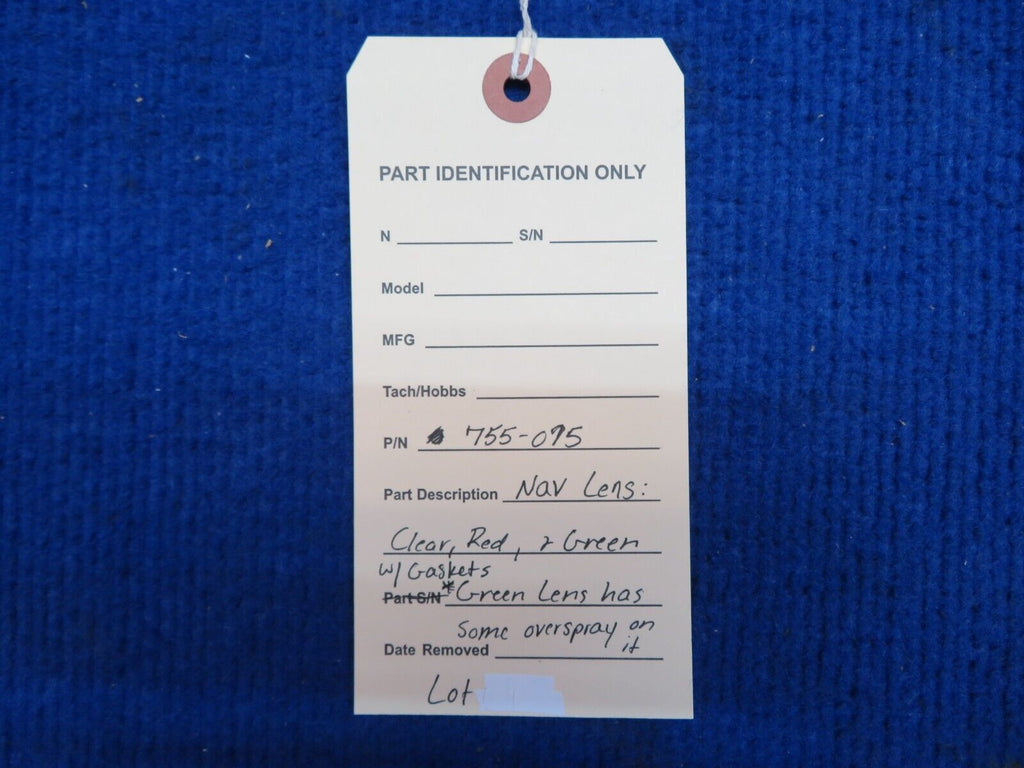 PART IDENTIFICATION ONLY
N S/N
Model
MFG
Tach/Hobbs
P/N 755-095
Part Description Nav Lens:
Clear, Red, & Green
w/ Gaskets
Part S/N *Green Lens has
Some overspray on
it
Date Removed
Lot